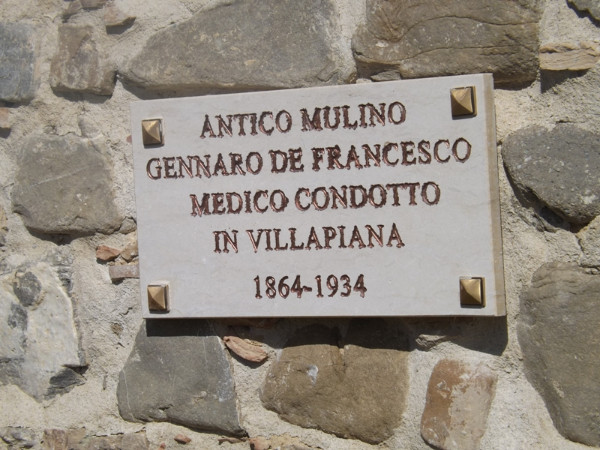 ANTICO MULINO
GENNARO DE FRANCESCO
MEDICO CONDOTTO
IN VILLAPIANA
1864-1934